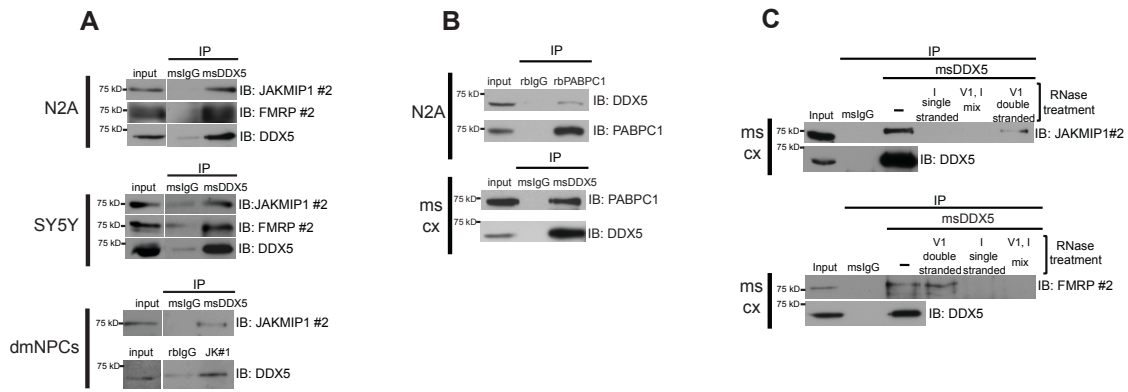 A
IP
input msIgG msDDX5
N2A
75 kD
IB: JAKMIP1 #2
75 kD
IB: FMRP #2
75 kD
IB: DDX5
IP
input msIgG msDDX5
SY5Y
75 kD
IB:JAKMIP1 #2
75 kD
IB: FMRP #2
75 kD
IB: DDX5
IP
input msIgG msDDX5
dmNPCs
75 kD
IB: JAKMIP1 #2
input rbIgG JK#1
75 kD
IB: DDX5
B
IP
input rbIgG rbPABPC1
N2A
75 kD
IB: DDX5
75 kD
IB: PABPC1
IP
input msIgG msDDX5
ms
cx
75 kD
IB: PABPC1
75 kD
IB: DDX5
C
IP
msDDX5
I V1, I V1
single mix double
Input msIgG – stranded stranded
RNase
treatment
ms
cx
75 kD
IB: JAKMIP1#2
75 kD
IB: DDX5
IP
msDDX5
V1 I V1, I
double single mix
Input msIgG – stranded stranded
RNase
treatment
ms
cx
75 kD
IB: FMRP #2
75 kD
IB: DDX5